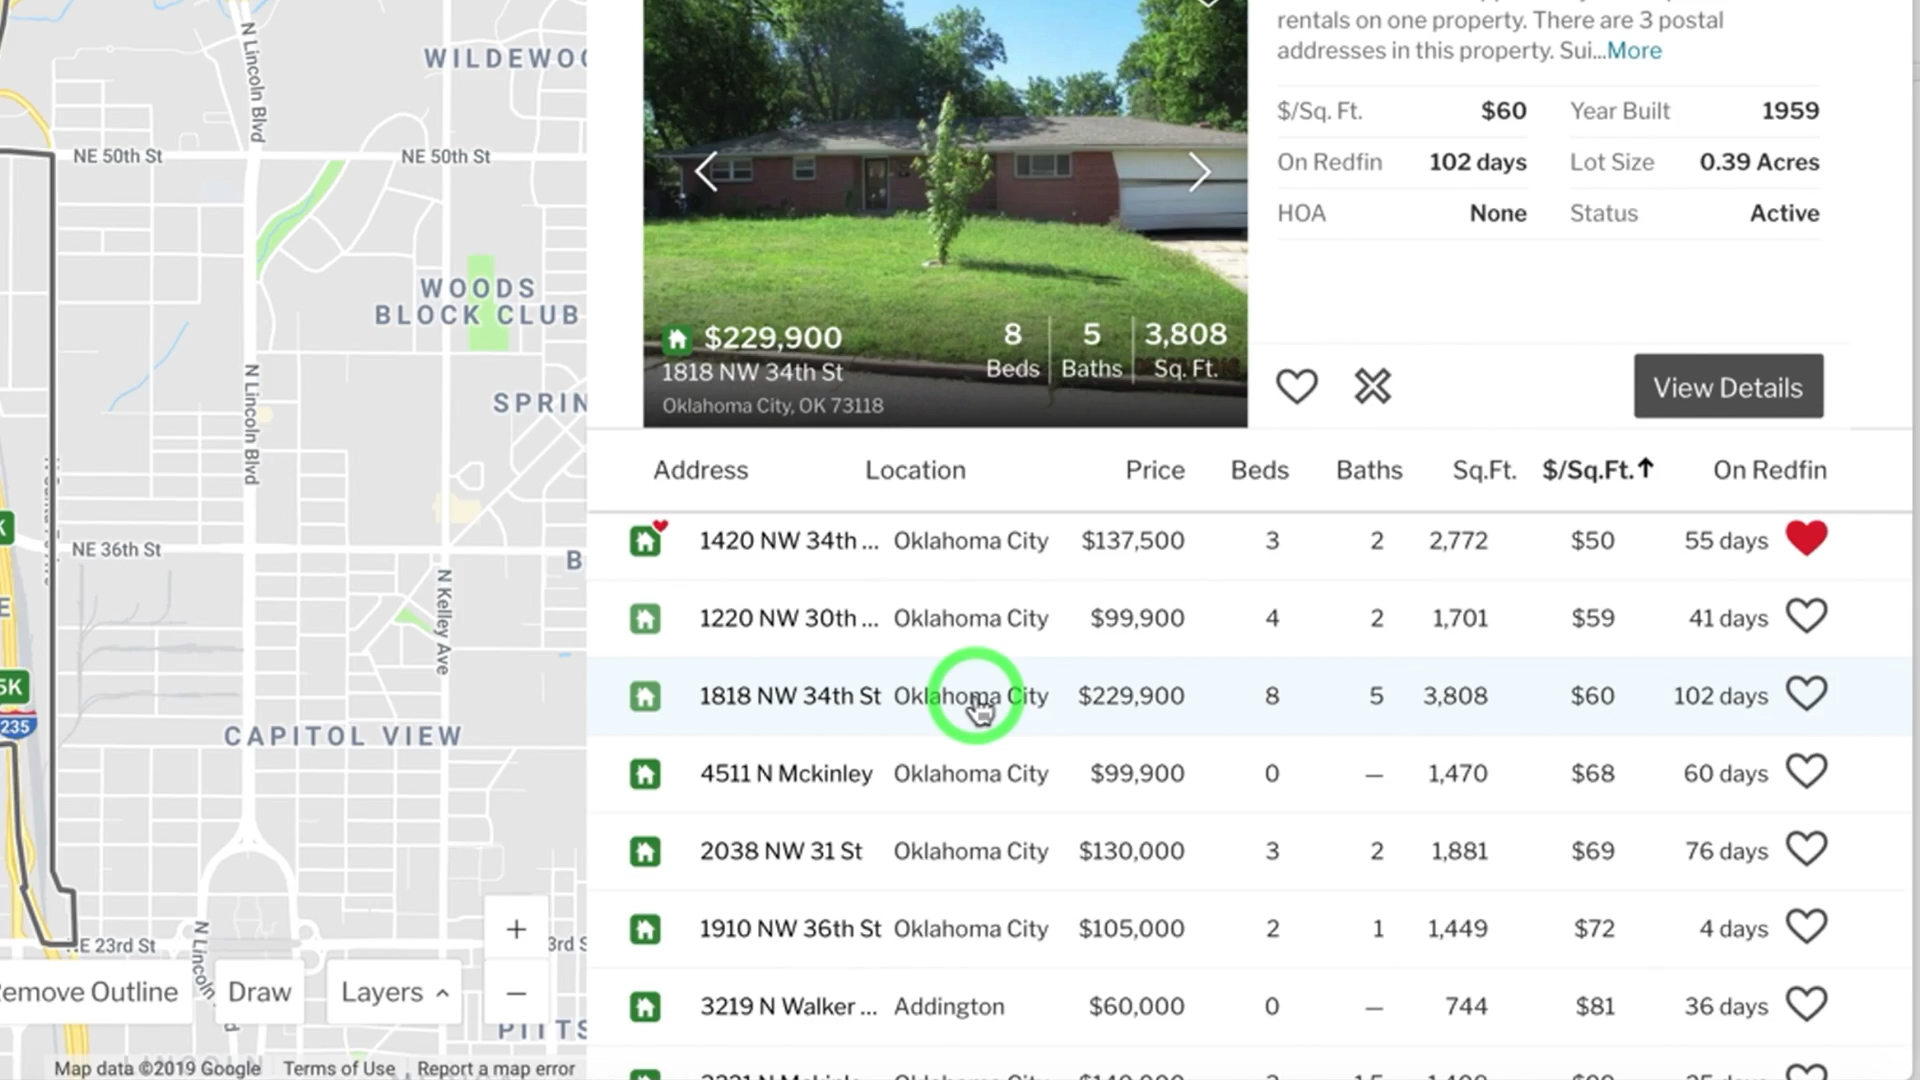 N Lincoln Blvd
WILDEWO
NE 50th St
NE 50th St
WOODS
BLOCK CLUB
N Lincoln Blvd
SPRIN
NE 36th St
N Kelley Ave
5K
235
CAPITOL VIEW
E 23rd St
3rd S
N Lincoln
+
−
emove Outline
Draw
Layers
PITTS
Map data ©2019 Google
Terms of Use
Report a map error
rentals on one property. There are 3 postal
addresses in this property. Sui...More
$/Sq. Ft. $60 Year Built 1959
On Redfin 102 days Lot Size 0.39 Acres
HOA None Status Active
$229,900
1818 NW 34th St
Oklahoma City, OK 73118
8 Beds
5 Baths
3,808 Sq. Ft.
View Details
Address Location Price Beds Baths Sq.Ft. $/Sq.Ft. On Redfin
1420 NW 34th ... Oklahoma City $137,500 3 2 2,772 $50 55 days
1220 NW 30th ... Oklahoma City $99,900 4 2 1,701 $59 41 days
1818 NW 34th St Oklahoma City $229,900 8 5 3,808 $60 102 days
4511 N Mckinley Oklahoma City $99,900 0 — 1,470 $68 60 days
2038 NW 31 St Oklahoma City $130,000 3 2 1,881 $69 76 days
1910 NW 36th St Oklahoma City $105,000 2 1 1,449 $72 4 days
3219 N Walker ... Addington $60,000 0 — 744 $81 36 days